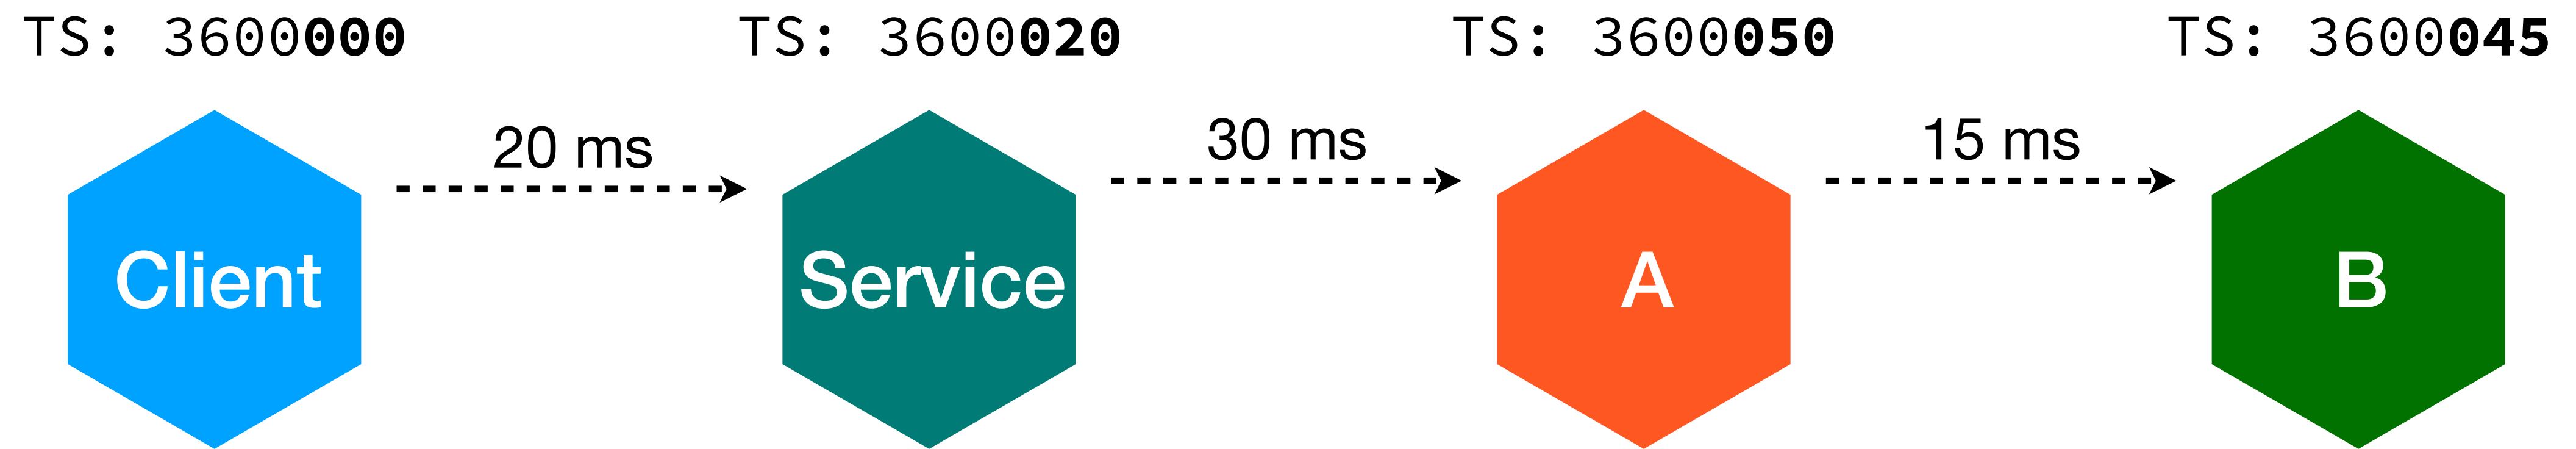 TS: 3600000 TS: 3600020 TS: 3600050 TS: 3600045
20 ms 30 ms 15 ms
Client Service A B